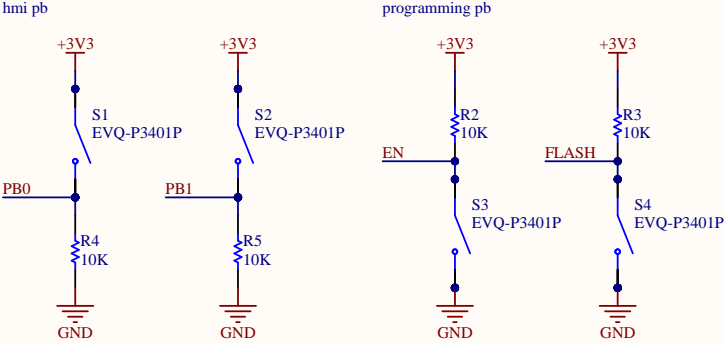 hmi pb
programming pb
+3V3
+3V3
+3V3
+3V3
S1
EVQ-P3401P
S2
EVQ-P3401P
R2
10K
R3
10K
EN
FLASH
PB0
PB1
S3
EVQ-P3401P
S4
EVQ-P3401P
R4
10K
R5
10K
GND
GND
GND
GND